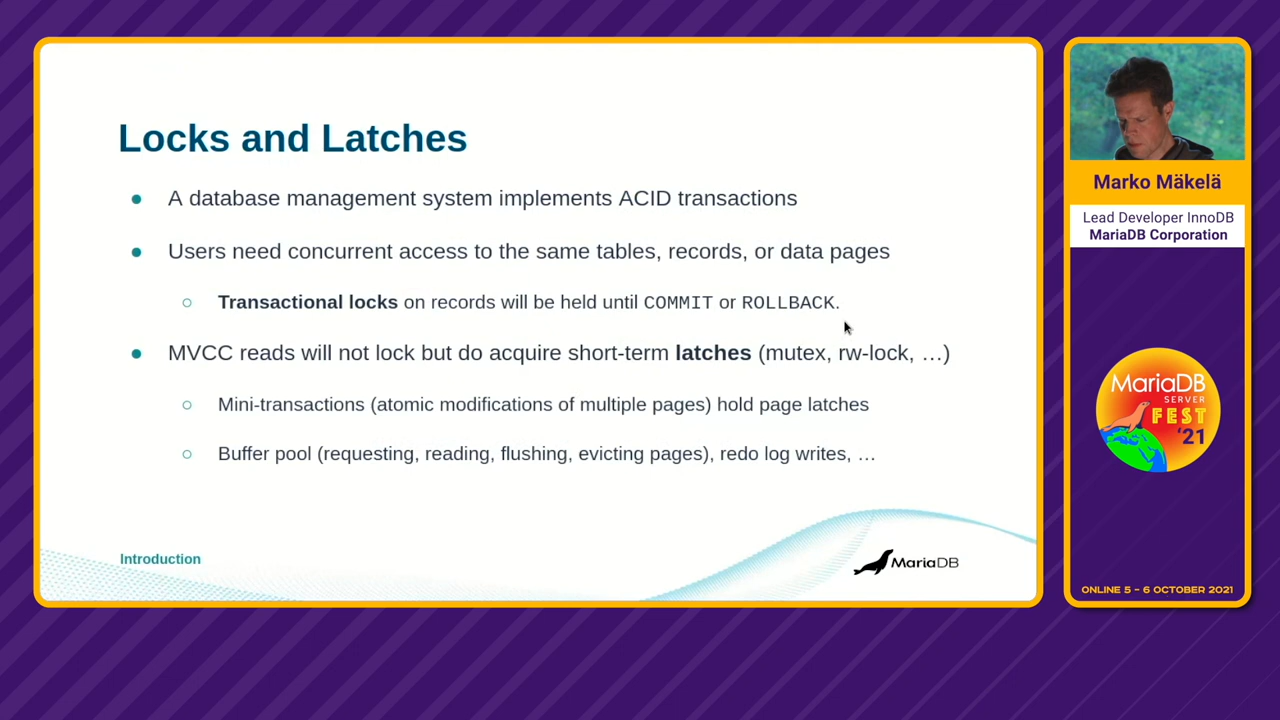 Locks and Latches
● A database management system implements ACID transactions
● Users need concurrent access to the same tables, records, or data pages
○ Transactional locks on records will be held until COMMIT or ROLLBACK.
● MVCC reads will not lock but do acquire short-term latches (mutex, rw-lock, …)
○ Mini-transactions (atomic modifications of multiple pages) hold page latches
○ Buffer pool (requesting, reading, flushing, evicting pages), redo log writes, …
Introduction
MariaDB
Marko Mäkelä
Lead Developer InnoDB
MariaDB Corporation
MariaDB
SERVER
FEST
'21
ONLINE 5 – 6 OCTOBER 2021